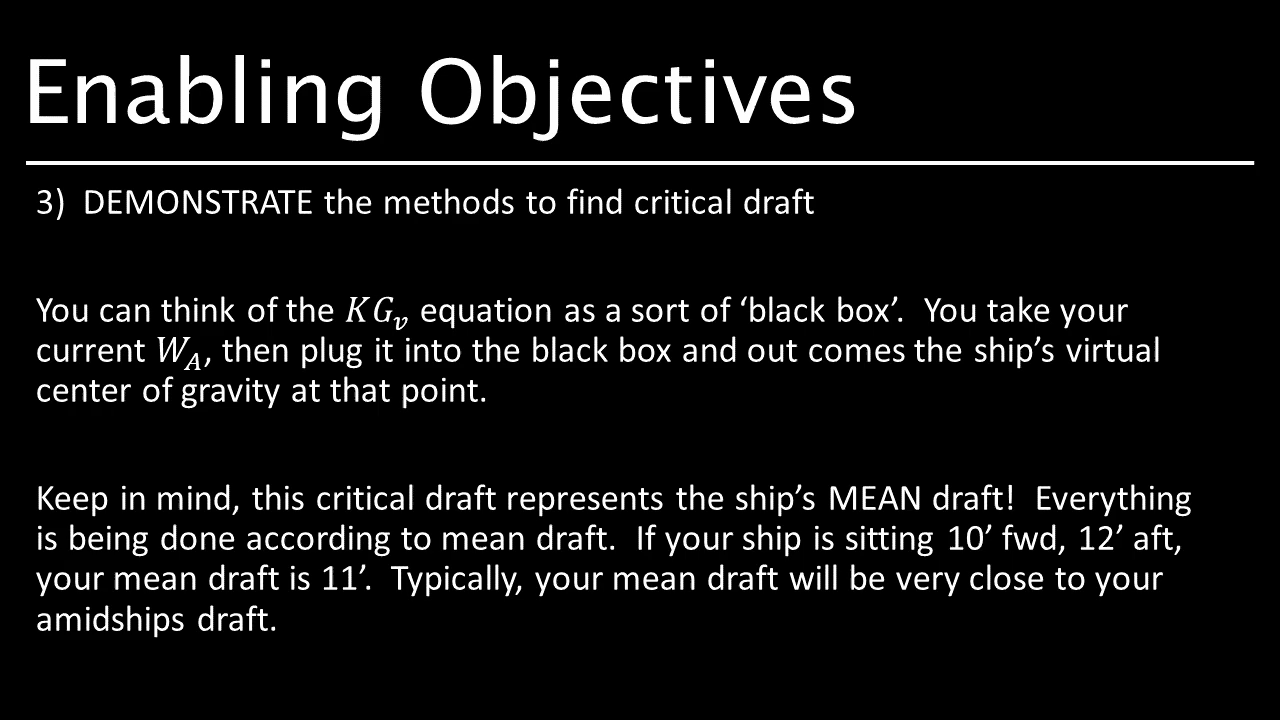 Enabling Objectives
3)  DEMONSTRATE the methods to find critical draft
You can think of the 𝐾𝐺ᵥ equation as a sort of ‘black box’.  You take your
current 𝑊_𝐴, then plug it into the black box and out comes the ship’s virtual
center of gravity at that point.
Keep in mind, this critical draft represents the ship’s MEAN draft!  Everything
is being done according to mean draft.  If your ship is sitting 10’ fwd, 12’ aft,
your mean draft is 11’.  Typically, your mean draft will be very close to your
amidships draft.